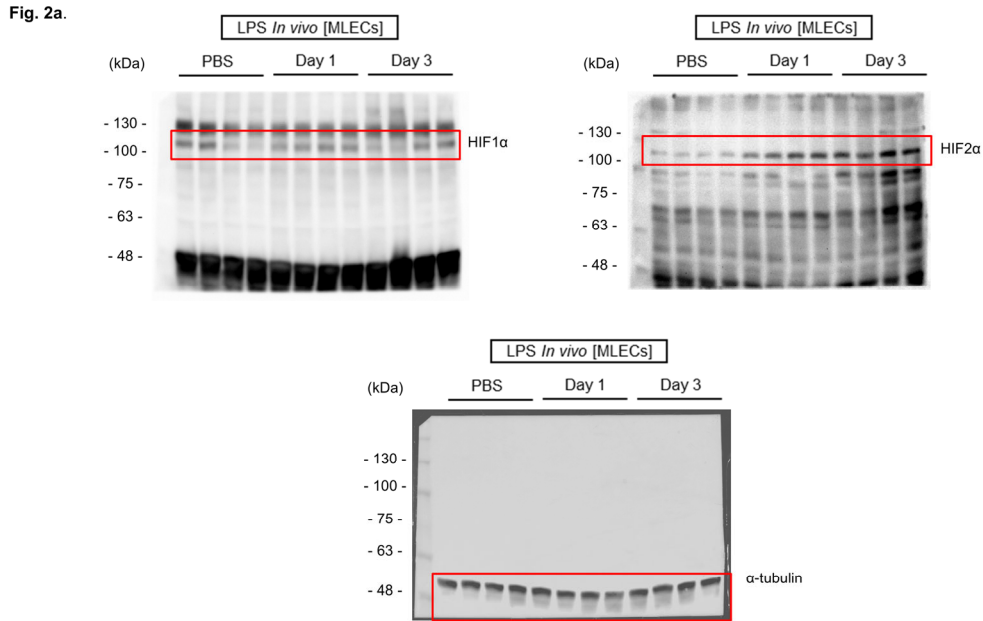 Fig. 2a.
LPS In vivo [MLECs]
(kDa) PBS Day 1 Day 3
- 130 -
- 100 -
- 75 -
- 63 -
- 48 -
HIF1α
LPS In vivo [MLECs]
(kDa) PBS Day 1 Day 3
- 130 -
- 100 -
- 75 -
- 63 -
- 48 -
HIF2α
LPS In vivo [MLECs]
(kDa) PBS Day 1 Day 3
- 130 -
- 100 -
- 75 -
- 63 -
- 48 -
α-tubulin